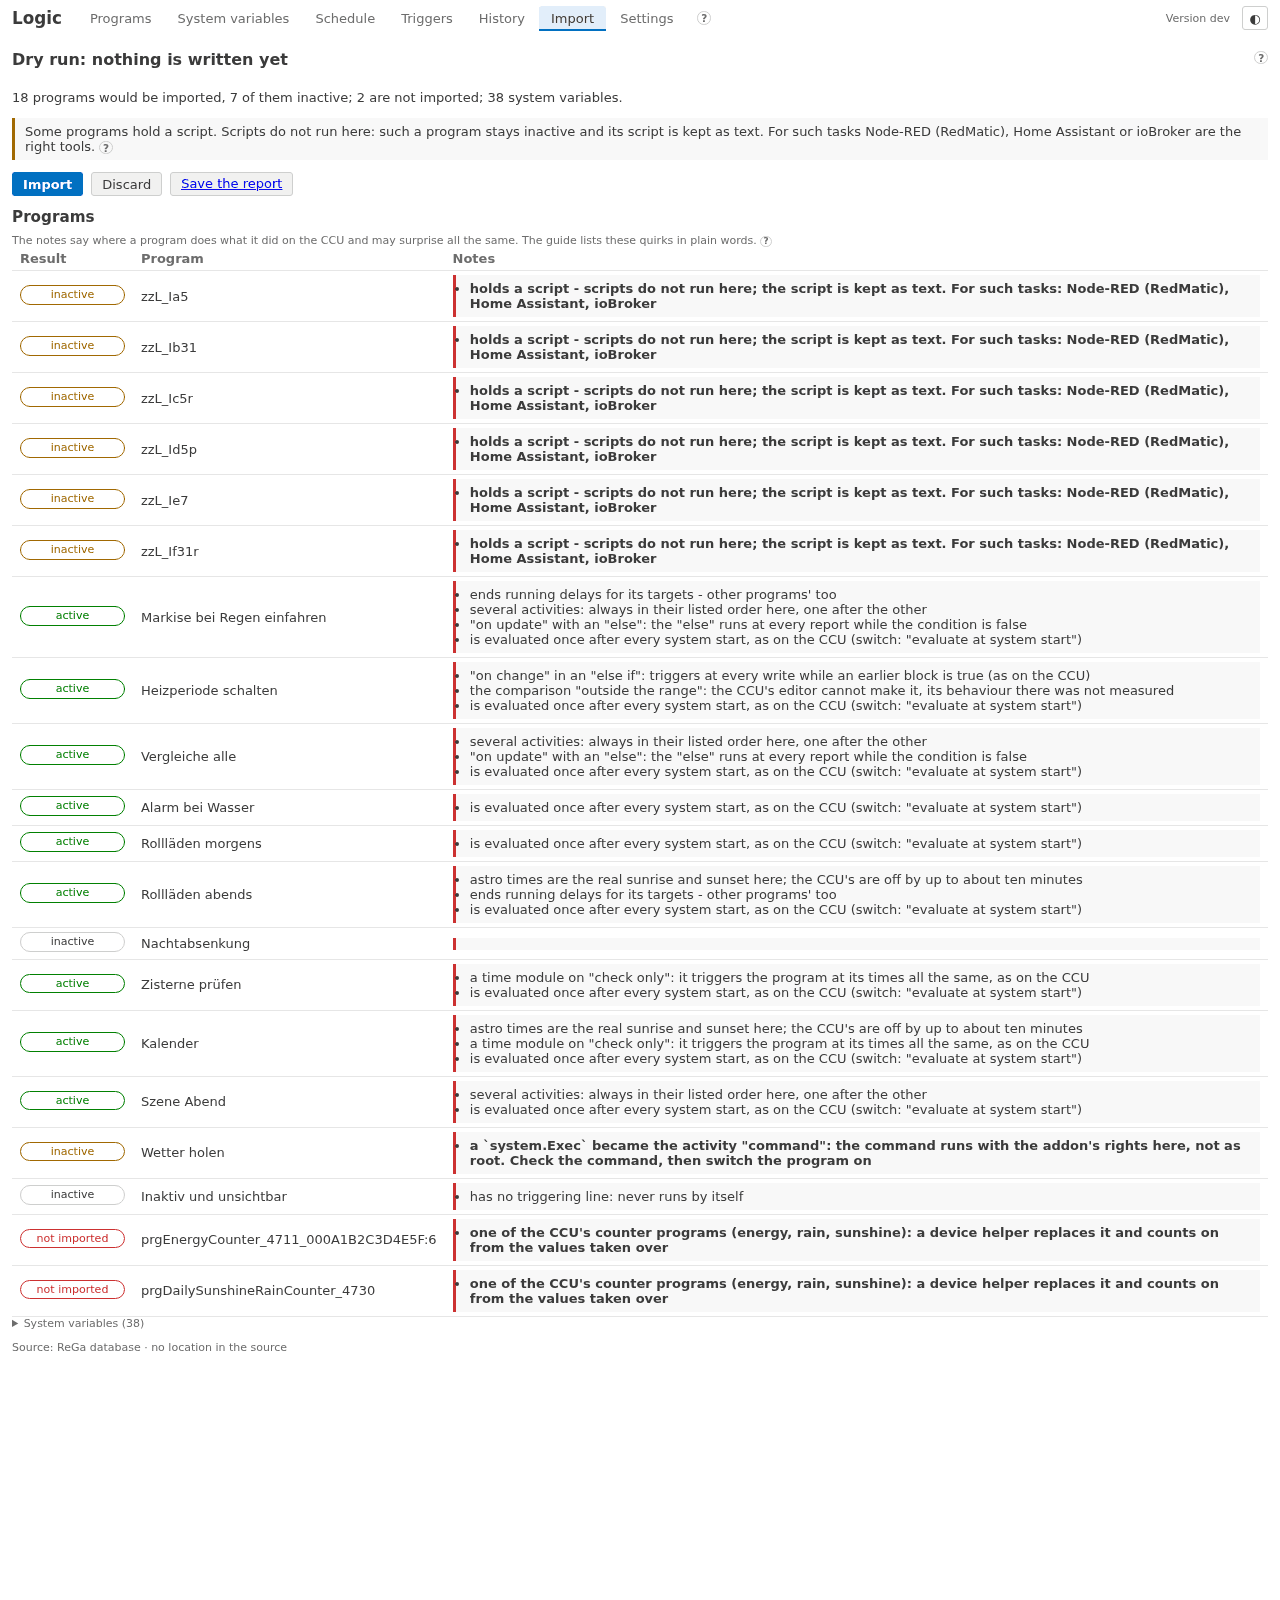 Logic Programs System variables Schedule Triggers History Import Settings ? Version dev ◐
Dry run: nothing is written yet ?
18 programs would be imported, 7 of them inactive; 2 are not imported; 38 system variables.
Some programs hold a script. Scripts do not run here: such a program stays inactive and its script is kept as text. For such tasks Node-RED (RedMatic), Home Assistant or ioBroker are the
right tools. ?
Import Discard Save the report
Programs
The notes say where a program does what it did on the CCU and may surprise all the same. The guide lists these quirks in plain words. ?
Result Program Notes
inactive zzL_Ia5
• holds a script - scripts do not run here; the script is kept as text. For such tasks: Node-RED (RedMatic),
Home Assistant, ioBroker
inactive zzL_Ib31
• holds a script - scripts do not run here; the script is kept as text. For such tasks: Node-RED (RedMatic),
Home Assistant, ioBroker
inactive zzL_Ic5r
• holds a script - scripts do not run here; the script is kept as text. For such tasks: Node-RED (RedMatic),
Home Assistant, ioBroker
inactive zzL_Id5p
• holds a script - scripts do not run here; the script is kept as text. For such tasks: Node-RED (RedMatic),
Home Assistant, ioBroker
inactive zzL_Ie7
• holds a script - scripts do not run here; the script is kept as text. For such tasks: Node-RED (RedMatic),
Home Assistant, ioBroker
inactive zzL_If31r
• holds a script - scripts do not run here; the script is kept as text. For such tasks: Node-RED (RedMatic),
Home Assistant, ioBroker
active Markise bei Regen einfahren
• ends running delays for its targets - other programs' too
• several activities: always in their listed order here, one after the other
• "on update" with an "else": the "else" runs at every report while the condition is false
• is evaluated once after every system start, as on the CCU (switch: "evaluate at system start")
active Heizperiode schalten
• "on change" in an "else if": triggers at every write while an earlier block is true (as on the CCU)
• the comparison "outside the range": the CCU's editor cannot make it, its behaviour there was not measured
• is evaluated once after every system start, as on the CCU (switch: "evaluate at system start")
active Vergleiche alle
• several activities: always in their listed order here, one after the other
• "on update" with an "else": the "else" runs at every report while the condition is false
• is evaluated once after every system start, as on the CCU (switch: "evaluate at system start")
active Alarm bei Wasser
• is evaluated once after every system start, as on the CCU (switch: "evaluate at system start")
active Rollläden morgens
• is evaluated once after every system start, as on the CCU (switch: "evaluate at system start")
active Rollläden abends
• astro times are the real sunrise and sunset here; the CCU's are off by up to about ten minutes
• ends running delays for its targets - other programs' too
• is evaluated once after every system start, as on the CCU (switch: "evaluate at system start")
inactive Nachtabsenkung
active Zisterne prüfen
• a time module on "check only": it triggers the program at its times all the same, as on the CCU
• is evaluated once after every system start, as on the CCU (switch: "evaluate at system start")
active Kalender
• astro times are the real sunrise and sunset here; the CCU's are off by up to about ten minutes
• a time module on "check only": it triggers the program at its times all the same, as on the CCU
• is evaluated once after every system start, as on the CCU (switch: "evaluate at system start")
active Szene Abend
• several activities: always in their listed order here, one after the other
• is evaluated once after every system start, as on the CCU (switch: "evaluate at system start")
inactive Wetter holen
• a `system.Exec` became the activity "command": the command runs with the addon's rights here, not as
root. Check the command, then switch the program on
inactive Inaktiv und unsichtbar
• has no triggering line: never runs by itself
not imported prgEnergyCounter_4711_000A1B2C3D4E5F:6
• one of the CCU's counter programs (energy, rain, sunshine): a device helper replaces it and counts on
from the values taken over
not imported prgDailySunshineRainCounter_4730
• one of the CCU's counter programs (energy, rain, sunshine): a device helper replaces it and counts on
from the values taken over
▶ System variables (38)
Source: ReGa database · no location in the source